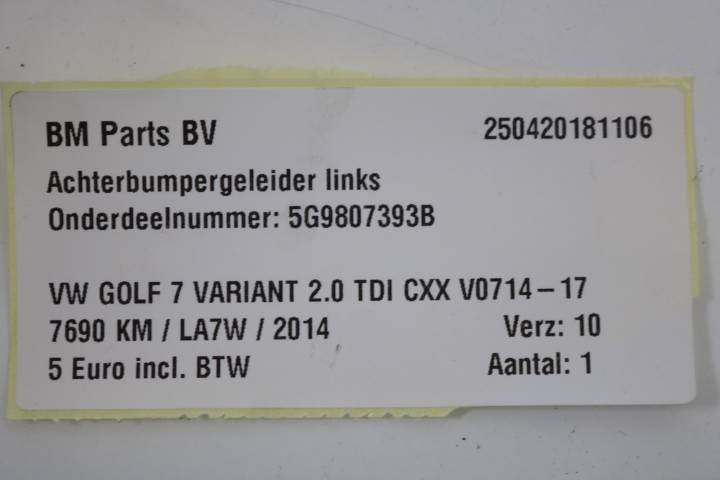 BM Parts BV 250420181106
Achterbumpergeleider links
Onderdeelnummer: 5G9807393B
VW GOLF 7 VARIANT 2.0 TDI CXX V0714-17
7690 KM / LA7W / 2014 Verz: 10
5 Euro incl. BTW Aantal: 1